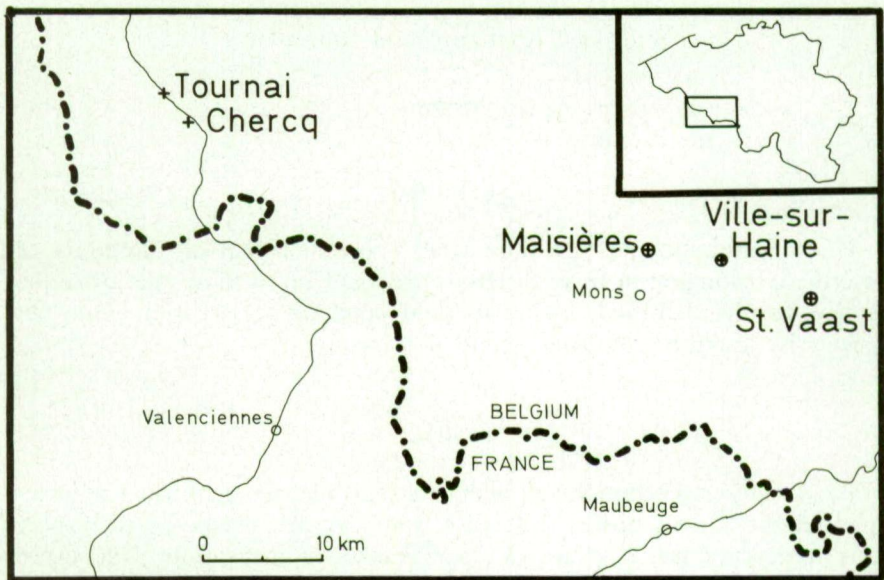 Tournai
Chercq
Ville-sur-
Maisières
Haine
Mons
St. Vaast
Valenciennes
BELGIUM
FRANCE
Maubeuge
0 10 km